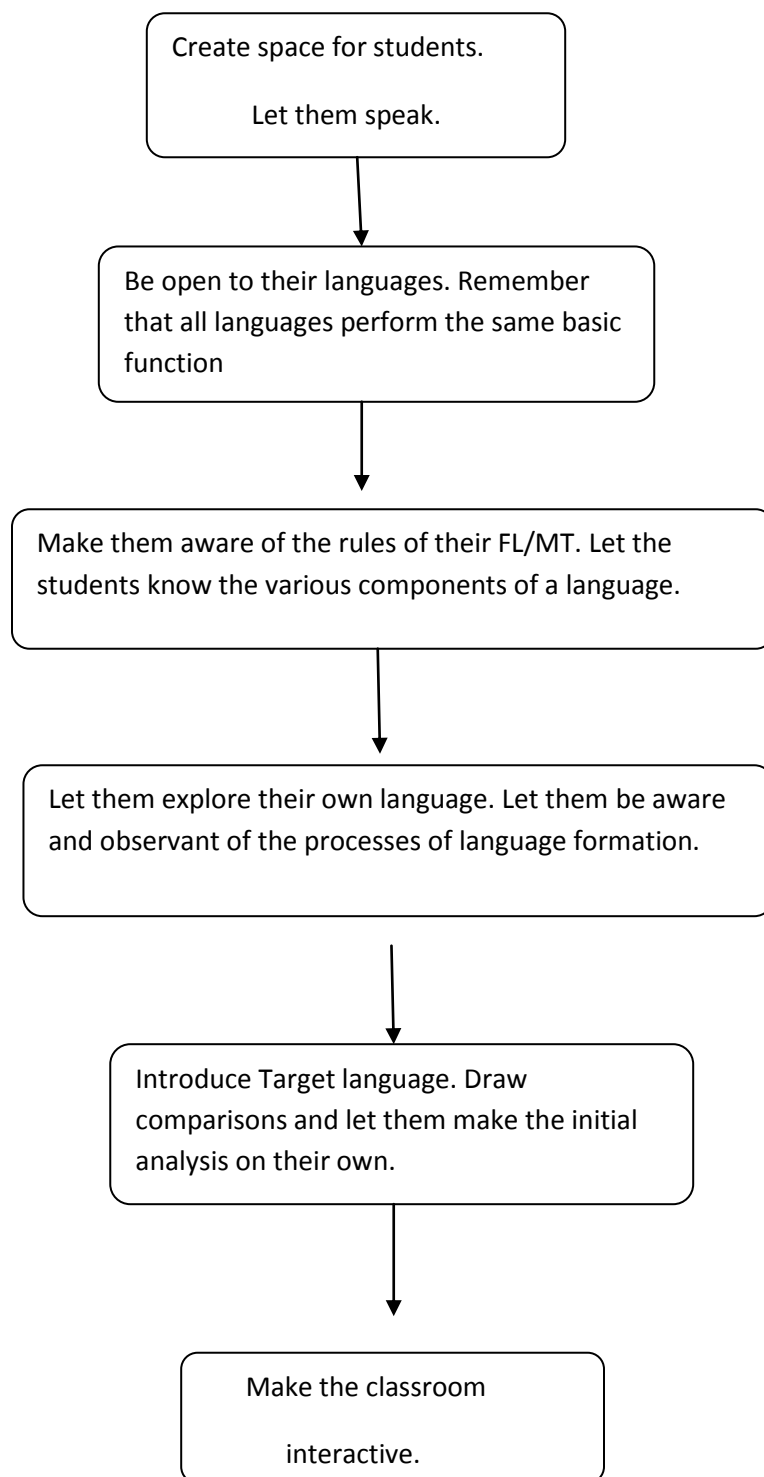 Create space for students.
Let them speak.
Be open to their languages. Remember
that all languages perform the same basic
function
Make them aware of the rules of their FL/MT. Let the
students know the various components of a language.
Let them explore their own language. Let them be aware
and observant of the processes of language formation.
Introduce Target language. Draw
comparisons and let them make the initial
analysis on their own.
Make the classroom
interactive.